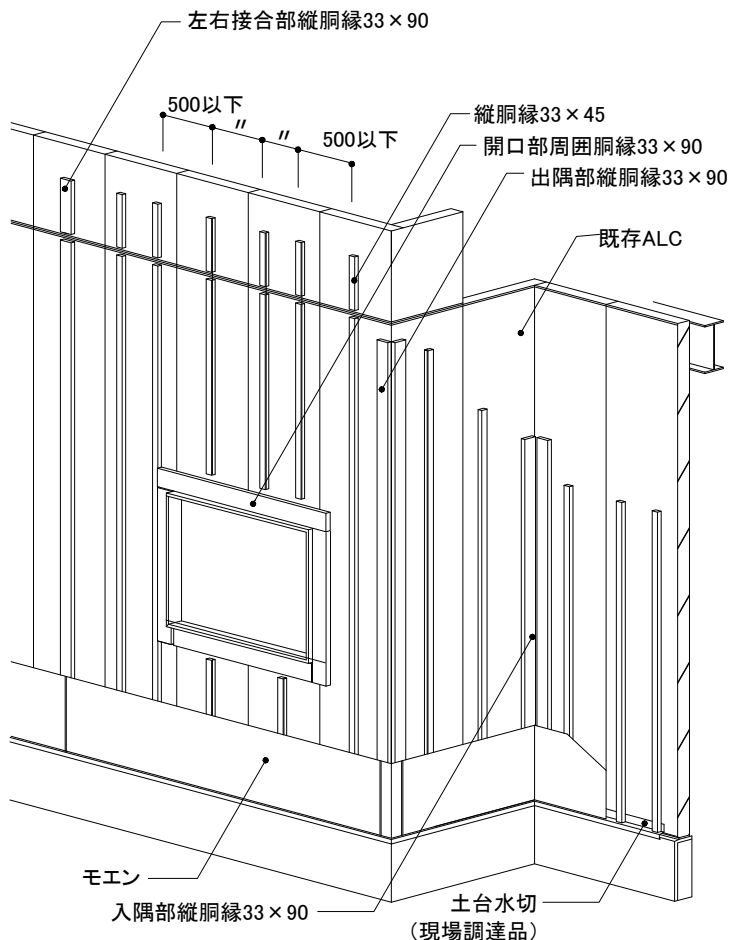 左右接合部縦胴縁33×90
500以下
〃
〃
500以下
縦胴縁33×45
開口部周囲胴縁33×90
出隅部縦胴縁33×90
既存ALC
モエン
入隅部縦胴縁33×90
土台水切
(現場調達品)